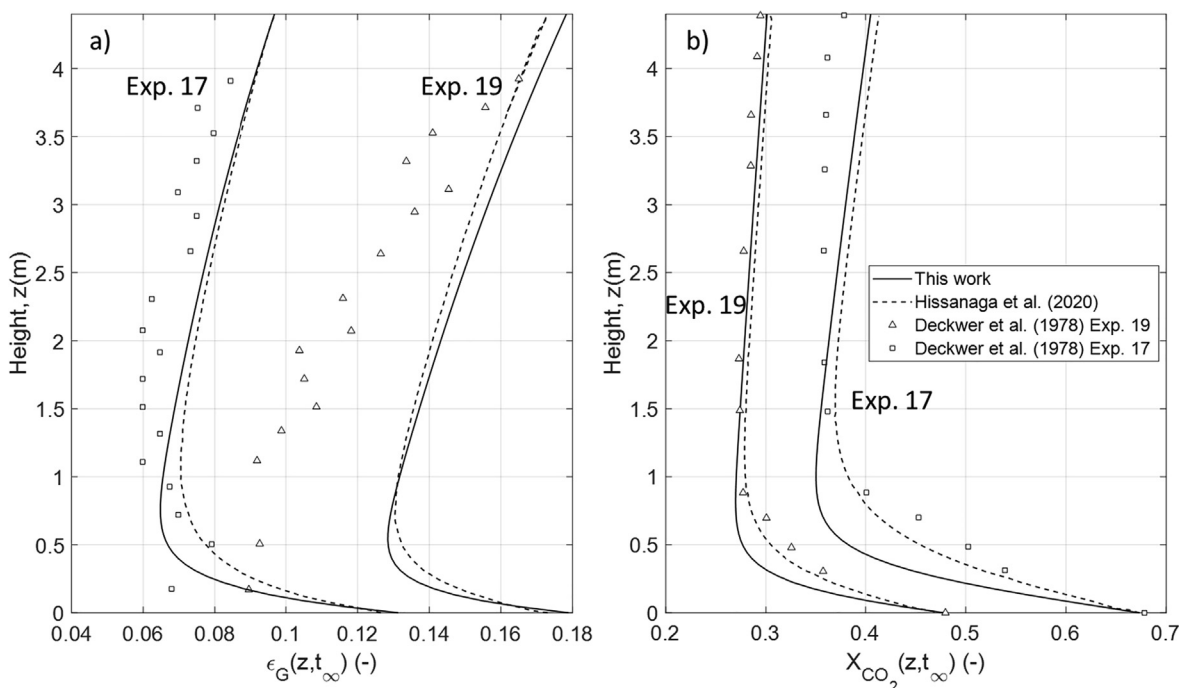 a)
Exp. 17
Exp. 19
4
3.5
3
2.5
2
1.5
1
0.5
0
Height, z(m)
0.04
0.06
0.08
0.1
0.12
0.14
0.16
0.18
ϵG(z,t∞) (-)
b)
4
3.5
3
2.5
2
1.5
1
0.5
0
Height, z(m)
This work
Hissanaga et al. (2020)
Deckwer et al. (1978) Exp. 19
Deckwer et al. (1978) Exp. 17
Exp. 19
Exp. 17
0.2
0.3
0.4
0.5
0.6
0.7
XCO2(z,t∞) (-)